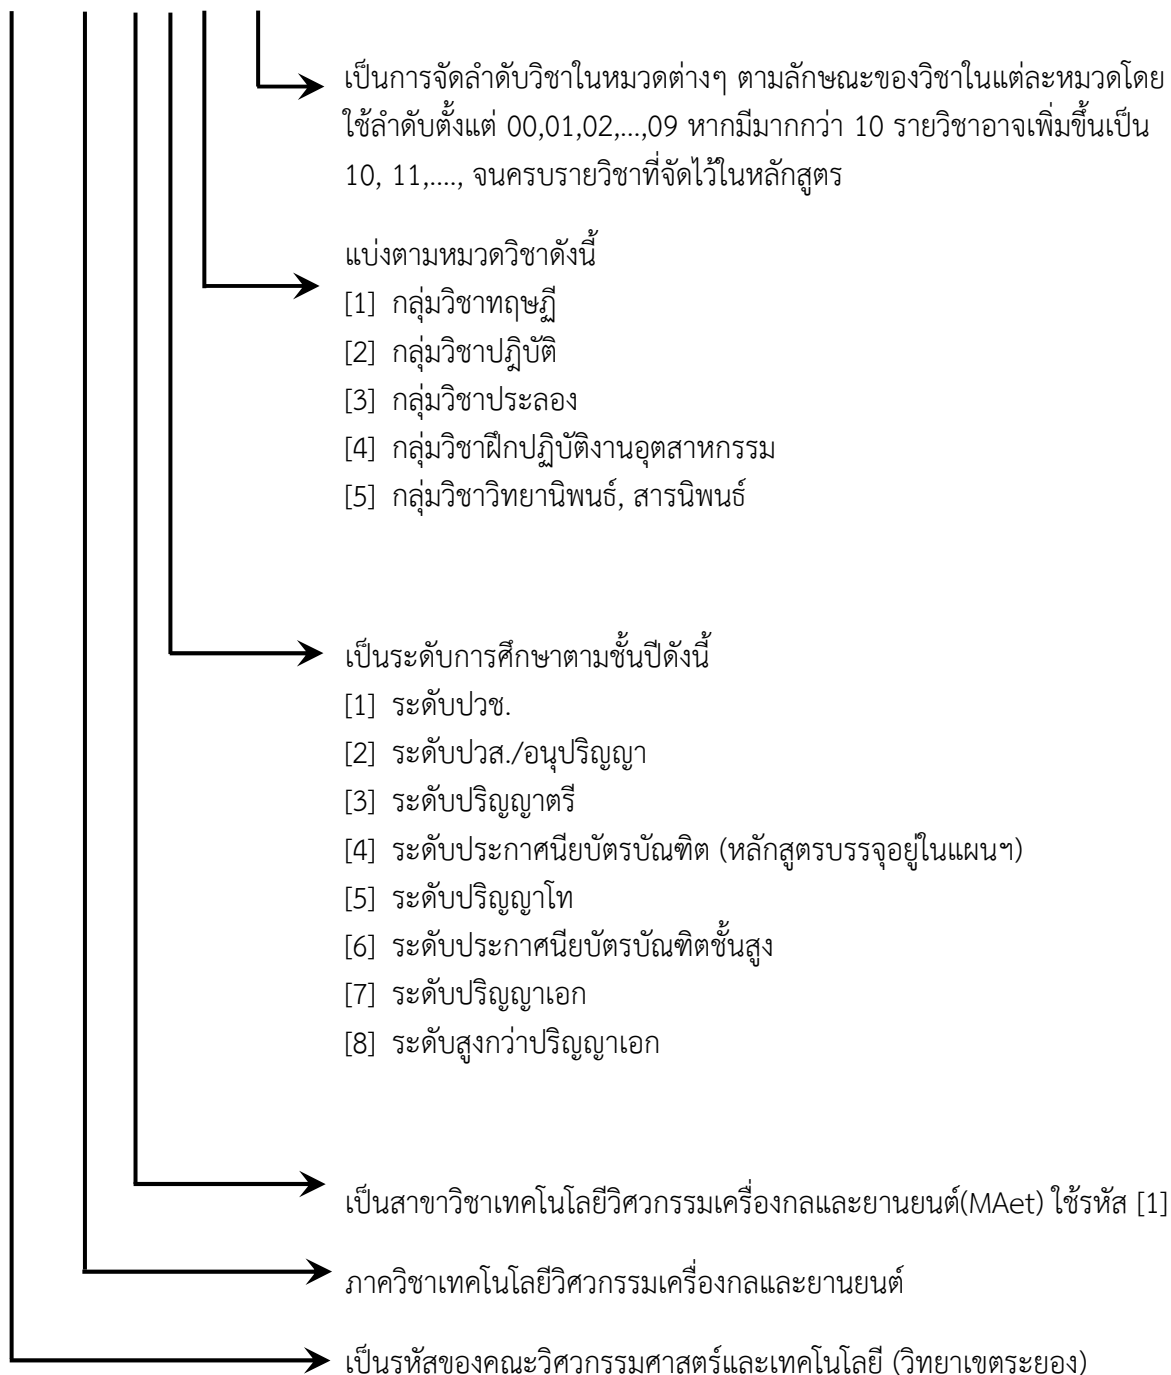 เป็นการจัดลำดับวิชาในหมวดต่างๆ ตามลักษณะของวิชาในแต่ละหมวดโดย
ใช้ลำดับตั้งแต่ 00,01,02,...,09 หากมีมากกว่า 10 รายวิชาอาจเพิ่มขึ้นเป็น
10, 11,...., จนครบรายวิชาที่จัดไว้ในหลักสูตร
แบ่งตามหมวดวิชาดังนี้
[1] กลุ่มวิชาทฤษฎี
[2] กลุ่มวิชาปฎิบัติ
[3] กลุ่มวิชาประลอง
[4] กลุ่มวิชาฝึกปฏิบัติงานอุตสาหกรรม
[5] กลุ่มวิชาวิทยานิพนธ์, สารนิพนธ์
เป็นระดับการศึกษาตามชั้นปีดังนี้
[1] ระดับปวช.
[2] ระดับปวส./อนุปริญญา
[3] ระดับปริญญาตรี
[4] ระดับประกาศนียบัตรบัณฑิต (หลักสูตรบรรจุอยู่ในแผนฯ)
[5] ระดับปริญญาโท
[6] ระดับประกาศนียบัตรบัณฑิตชั้นสูง
[7] ระดับปริญญาเอก
[8] ระดับสูงกว่าปริญญาเอก
เป็นสาขาวิชาเทคโนโลยีวิศวกรรมเครื่องกลและยานยนต์(MAet) ใช้รหัส [1]
ภาควิชาเทคโนโลยีวิศวกรรมเครื่องกลและยานยนต์
เป็นรหัสของคณะวิศวกรรมศาสตร์และเทคโนโลยี (วิทยาเขตระยอง)